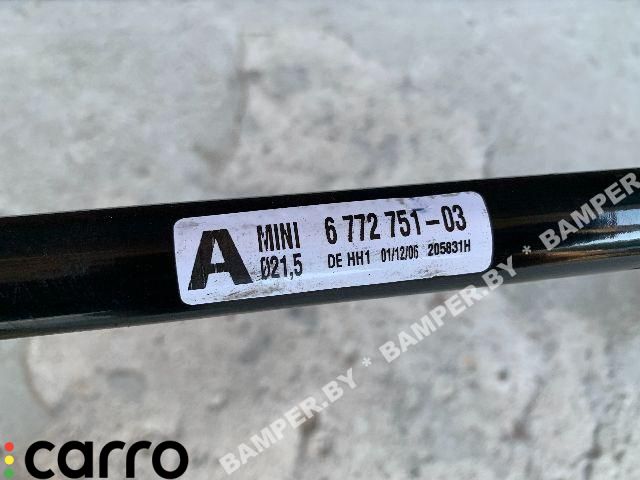 A MINI 6 772 751-03
Ø21,5 DE HH1 01/12/06 205831H
BAMPER.BY * BAMPER.BY * BAMPER.BY
carro